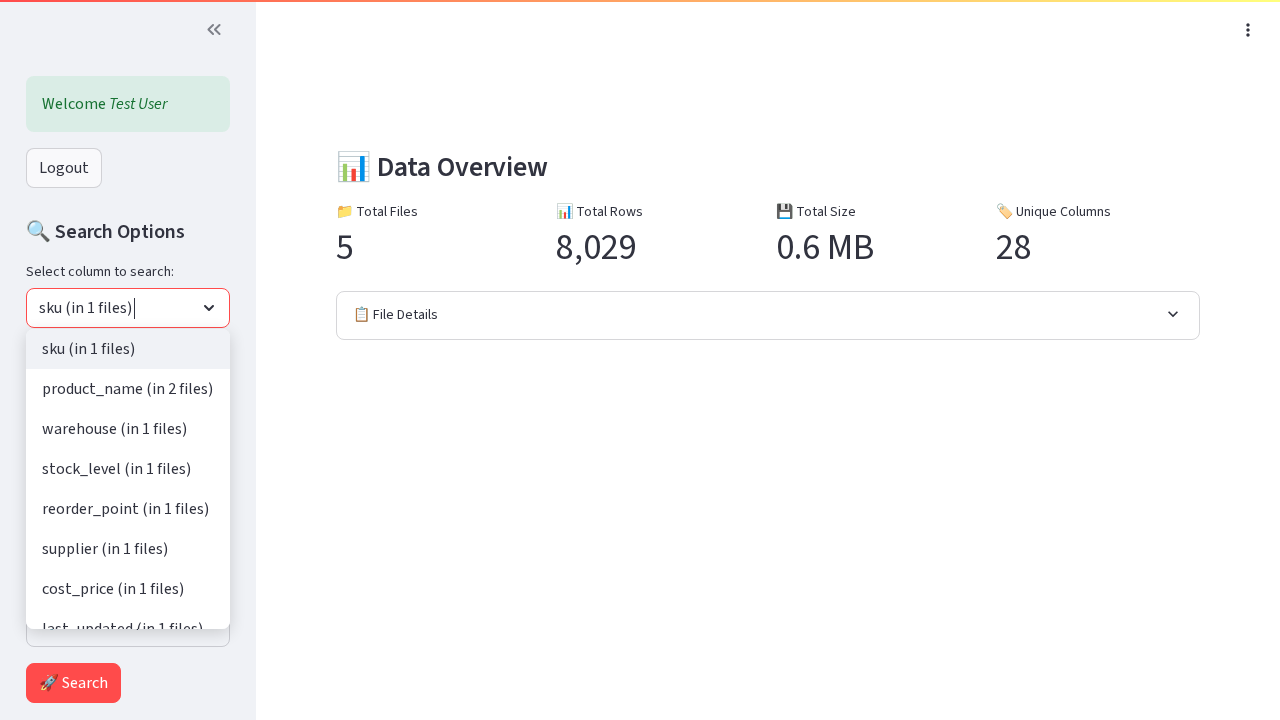 Welcome Test User
Logout
🔍 Search Options
Select column to search:
sku (in 1 files)
sku (in 1 files)
product_name (in 2 files)
warehouse (in 1 files)
stock_level (in 1 files)
reorder_point (in 1 files)
supplier (in 1 files)
cost_price (in 1 files)
last_updated (in 1 files)
🚀 Search
📊 Data Overview
📁 Total Files
5
📊 Total Rows
8,029
💾 Total Size
0.6 MB
🏷️ Unique Columns
28
📋 File Details